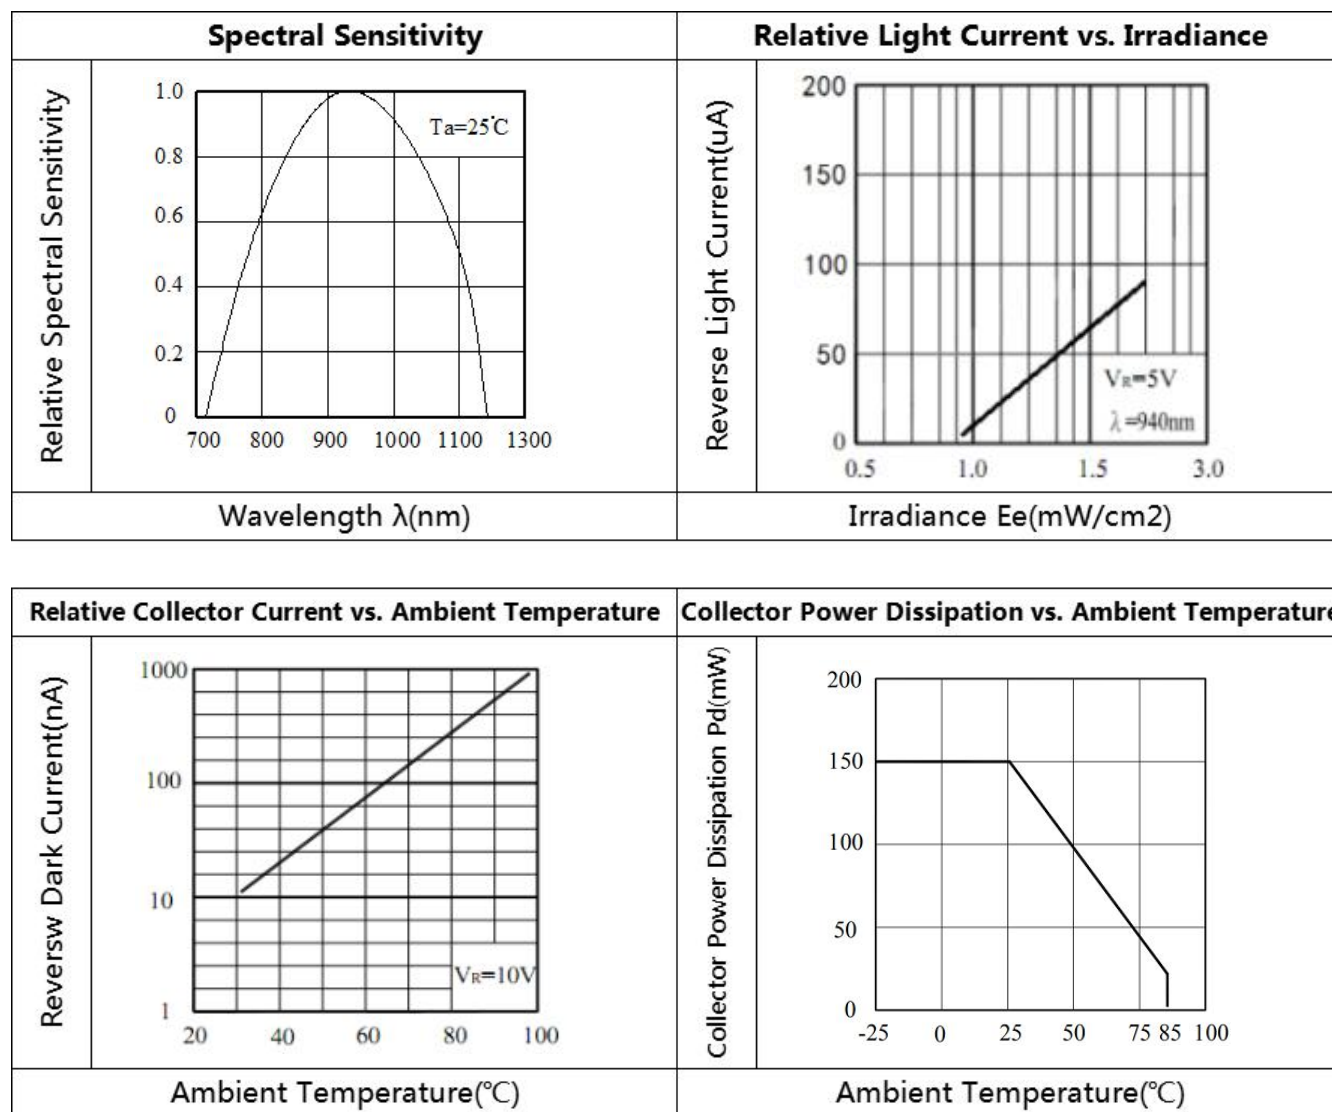 Spectral Sensitivity
Relative Spectral Sensitivity
1.0
0.8
0.6
0.4
0.2
0
Ta=25℃
700 800 900 1000 1100 1300
Wavelength λ(nm)
Relative Light Current vs. Irradiance
Reverse Light Current(uA)
200
150
100
50
0
VR=5V
λ=940nm
0.5 1.0 1.5 3.0
Irradiance Ee(mW/cm2)
Relative Collector Current vs. Ambient Temperature
Reversw Dark Current(nA)
1000
100
10
1
VR=10V
20 40 60 80 100
Ambient Temperature(℃)
Collector Power Dissipation vs. Ambient Temperature
Collector Power Dissipation Pd(mW)
200
150
100
50
0
-25 0 25 50 75 85 100
Ambient Temperature(℃)